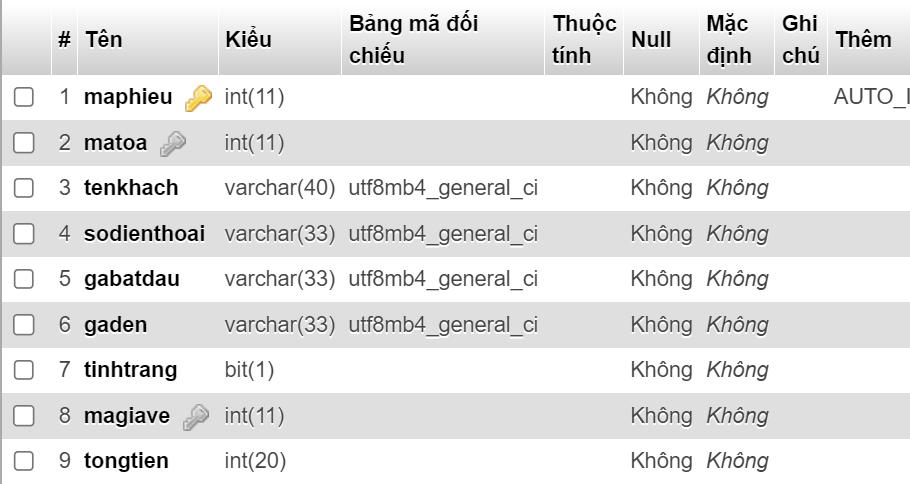 # Tên Kiểu Bảng mã đối chiếu Thuộc tính Null Mặc định Ghi chú Thêm
1 maphieu int(11) Không Không AUTO_I
2 matoa int(11) Không Không
3 tenkhach varchar(40) utf8mb4_general_ci Không Không
4 sodienthoai varchar(33) utf8mb4_general_ci Không Không
5 gabatdau varchar(33) utf8mb4_general_ci Không Không
6 gaden varchar(33) utf8mb4_general_ci Không Không
7 tinhtrang bit(1) Không Không
8 magiave int(11) Không Không
9 tongtien int(20) Không Không